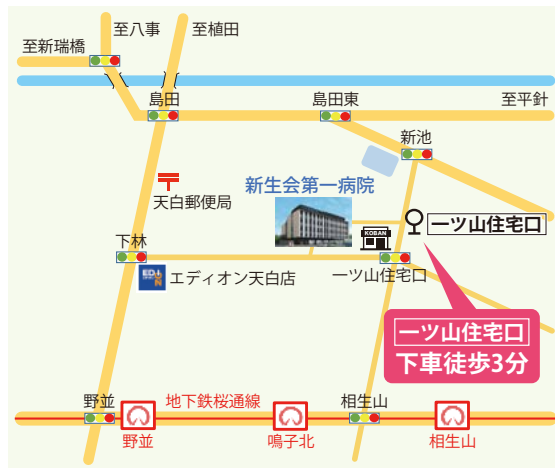 至八事
至植田
至新瑞橋
島田
島田東
至平針
新池
新生会第一病院
天白郵便局
KOBAN
一ツ山住宅口
下林
EDION
エディオン天白店
一ツ山住宅口
一ツ山住宅口
下車徒歩3分
野並
地下鉄桜通線
相生山
野並
鳴子北
相生山